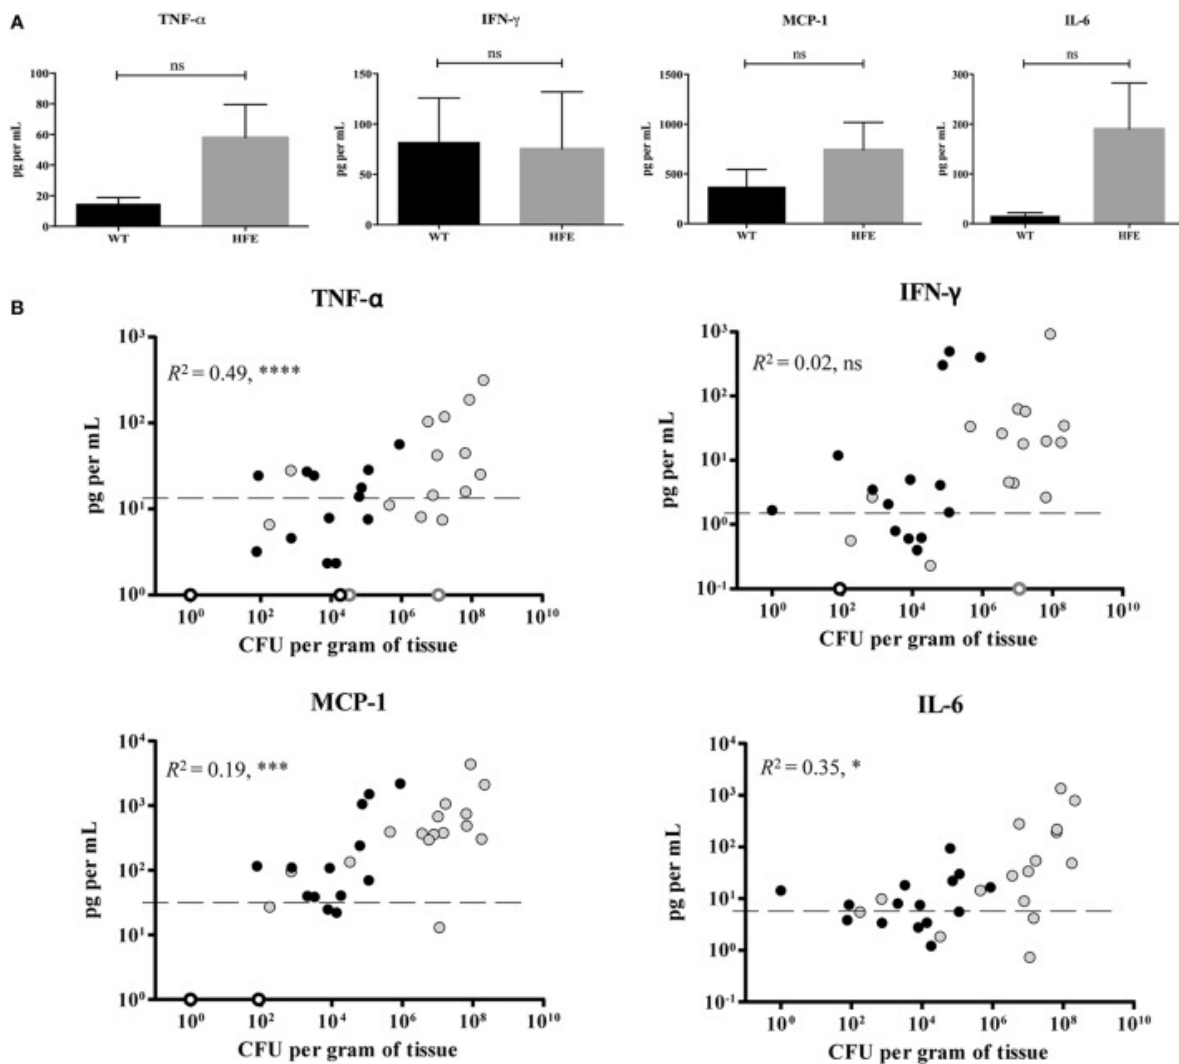 A
TNF-α
IFN-γ
MCP-1
IL-6
ns
ns
ns
ns
pg per mL
100
80
60
40
20
0
WT
HFE
pg per mL
150
100
50
0
WT
HFE
pg per mL
1500
1000
500
0
WT
HFE
pg per mL
300
200
100
0
WT
HFE
B
TNF-α
R² = 0.49, ****
pg per mL
10³
10²
10¹
10⁰
10⁰ 10² 10⁴ 10⁶ 10⁸ 10¹⁰
CFU per gram of tissue
IFN-γ
R² = 0.02, ns
pg per mL
10³
10²
10¹
10⁰
10⁻¹
10⁰ 10² 10⁴ 10⁶ 10⁸ 10¹⁰
CFU per gram of tissue
MCP-1
R² = 0.19, ***
pg per mL
10⁴
10³
10²
10¹
10⁰
10⁰ 10² 10⁴ 10⁶ 10⁸ 10¹⁰
CFU per gram of tissue
IL-6
R² = 0.35, *
pg per mL
10⁴
10³
10²
10¹
10⁰
10⁻¹
10⁰ 10² 10⁴ 10⁶ 10⁸ 10¹⁰
CFU per gram of tissue